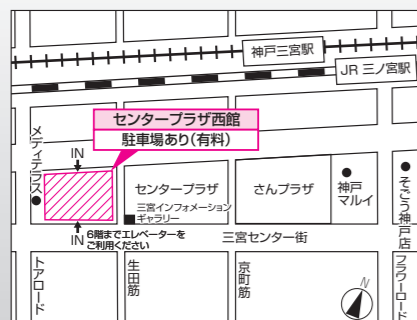 神戸三宮駅
JR 三ノ宮駅
センタープラザ西館
駐車場あり(有料)
メディテラス
IN
センタープラザ
さんプラザ
神戸
マルイ
そごう神戸店
三宮インフォメーション
ギャラリー
IN
6階までエレベーターを
ご利用ください
三宮センター街
トアロード
生田筋
京町筋
フラワーロード
N